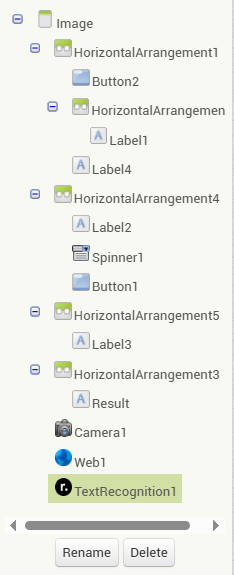 Image
HorizontalArrangement1
Button2
HorizontalArrangemen
A Label1
A Label4
HorizontalArrangement4
A Label2
Spinner1
Button1
HorizontalArrangement5
A Label3
HorizontalArrangement3
A Result
Camera1
Web1
r. TextRecognition1
Rename Delete